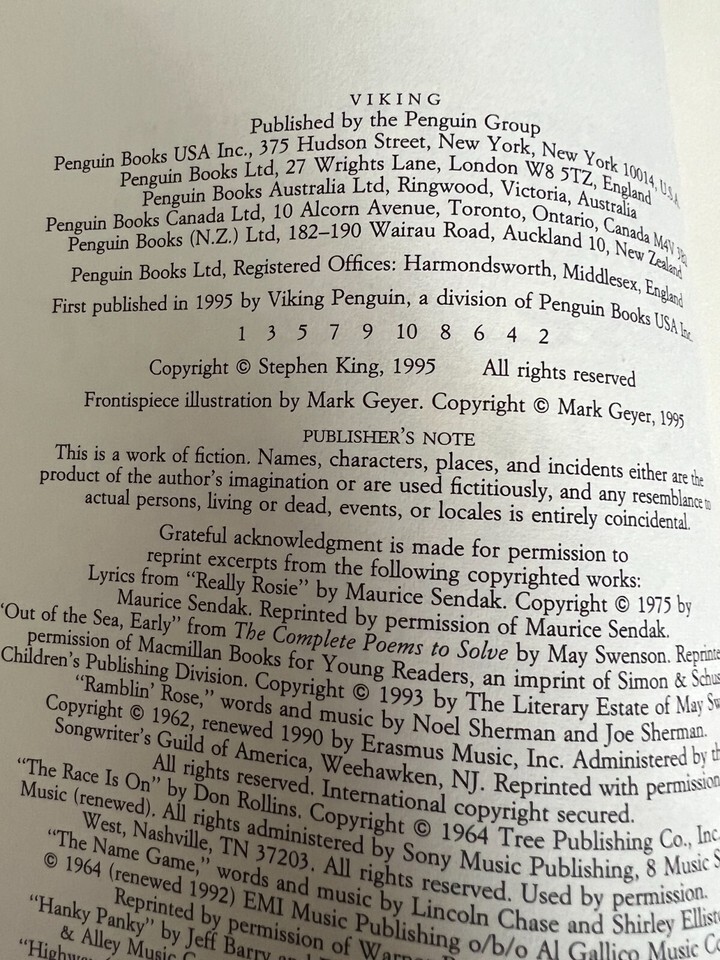 VIKING
Published by the Penguin Group
Penguin Books USA Inc., 375 Hudson Street, New York, New York 10014, U.S.A.
Penguin Books Ltd, 27 Wrights Lane, London W8 5TZ, England
Penguin Books Australia Ltd, Ringwood, Victoria, Australia
Penguin Books Canada Ltd, 10 Alcorn Avenue, Toronto, Ontario, Canada M4V 3B2
Penguin Books (N.Z.) Ltd, 182–190 Wairau Road, Auckland 10, New Zealand
Penguin Books Ltd, Registered Offices: Harmondsworth, Middlesex, England
First published in 1995 by Viking Penguin, a division of Penguin Books USA Inc.
1 3 5 7 9 10 8 6 4 2
Copyright © Stephen King, 1995 All rights reserved
Frontispiece illustration by Mark Geyer. Copyright © Mark Geyer, 1995
PUBLISHER'S NOTE
This is a work of fiction. Names, characters, places, and incidents either are the
product of the author's imagination or are used fictitiously, and any resemblance to
actual persons, living or dead, events, or locales is entirely coincidental.
Grateful acknowledgment is made for permission to
reprint excerpts from the following copyrighted works:
Lyrics from "Really Rosie" by Maurice Sendak. Copyright © 1975 by
Maurice Sendak. Reprinted by permission of Maurice Sendak.
"Out of the Sea, Early" from The Complete Poems to Solve by May Swenson. Reprinte
permission of Macmillan Books for Young Readers, an imprint of Simon & Schus
Children's Publishing Division. Copyright © 1993 by The Literary Estate of May Sw
"Ramblin' Rose," words and music by Noel Sherman and Joe Sherman.
Copyright © 1962, renewed 1990 by Erasmus Music, Inc. Administered by th
Songwriter's Guild of America, Weehawken, NJ. Reprinted with permission
All rights reserved. International copyright secured.
"The Race Is On" by Don Rollins. Copyright © 1964 Tree Publishing Co., Inc.
Music (renewed). All rights administered by Sony Music Publishing, 8 Music S
West, Nashville, TN 37203. All rights reserved. Used by permission.
"The Name Game," words and music by Lincoln Chase and Shirley Ellist
© 1964 (renewed 1992) EMI Music Publishing o/b/o Al Gallico Music Co
Reprinted by permission of Warner
"Hanky Panky" by Jeff Barry and
& Alley Music
"Highw